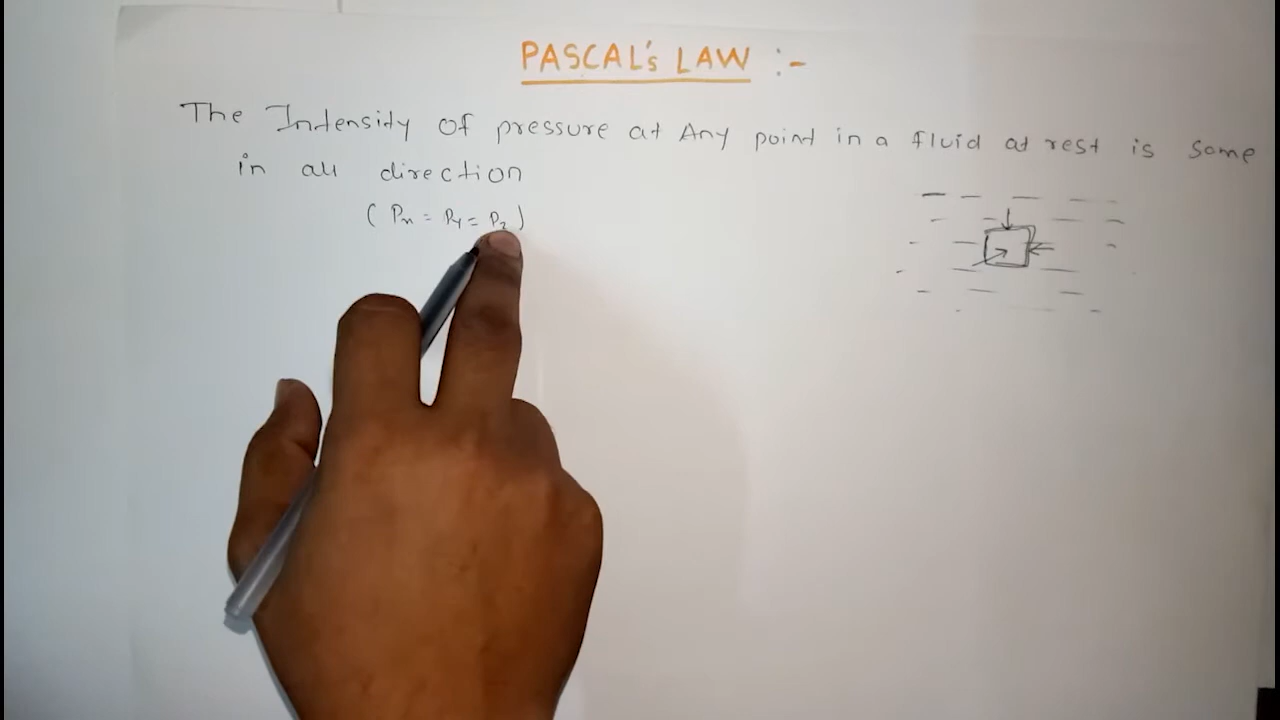 PASCAL's LAW :-
The Intensity of pressure at Any point in a fluid at rest is same
in all direction
( Px = Py = Pz )